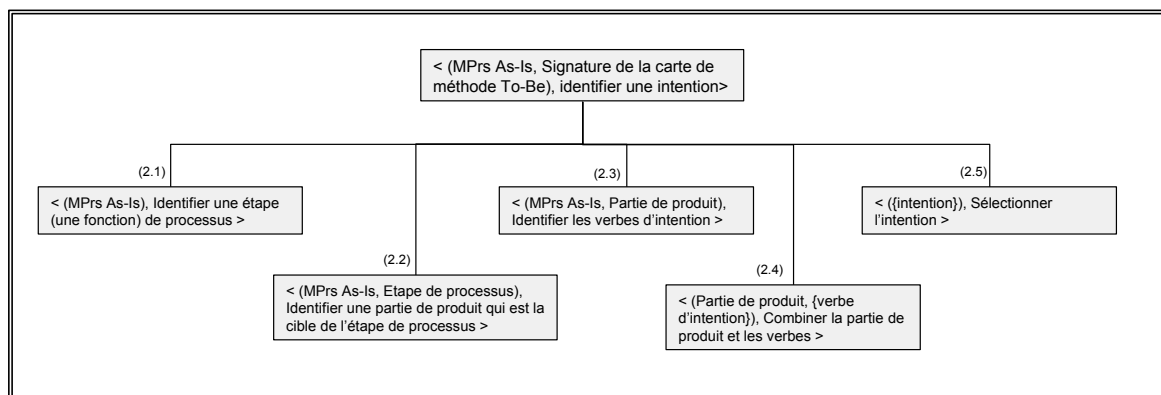 < (MPrs As-Is, Signature de la carte de
méthode To-Be), identifier une intention>
(2.1)
< (MPrs As-Is), Identifier une étape
(une fonction) de processus >
(2.2)
< (MPrs As-Is, Etape de processus),
Identifier une partie de produit qui est la
cible de l'étape de processus >
(2.3)
< (MPrs As-Is, Partie de produit),
Identifier les verbes d'intention >
(2.4)
< (Partie de produit, {verbe
d'intention}), Combiner la partie de
produit et les verbes >
(2.5)
< ({intention}), Sélectionner
l'intention >